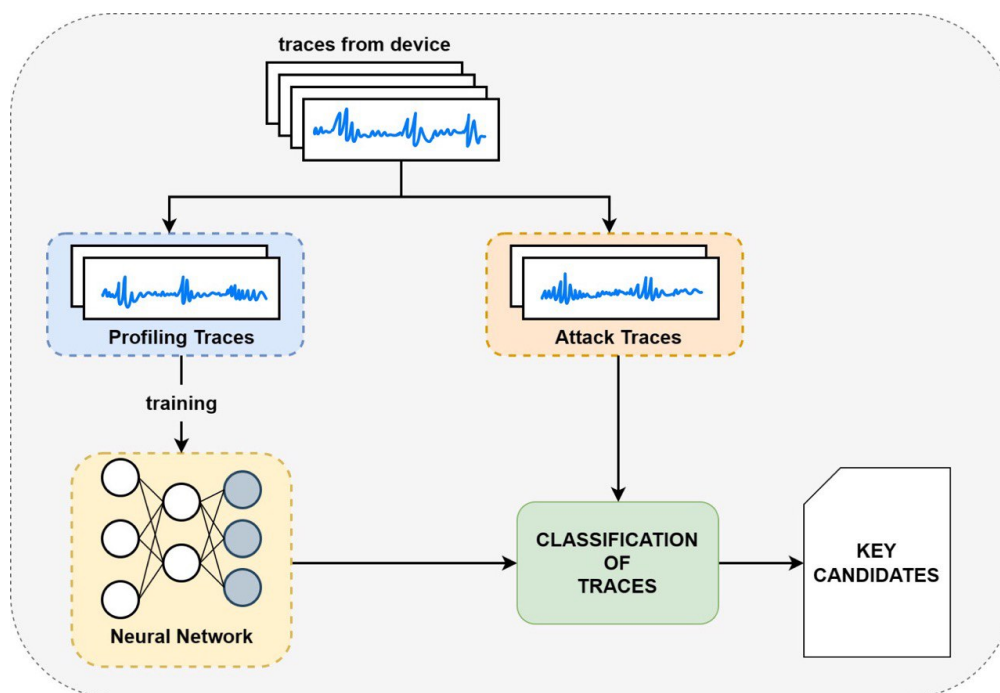 traces from device
Profiling Traces
Attack Traces
training
Neural Network
CLASSIFICATION
OF
TRACES
KEY
CANDIDATES